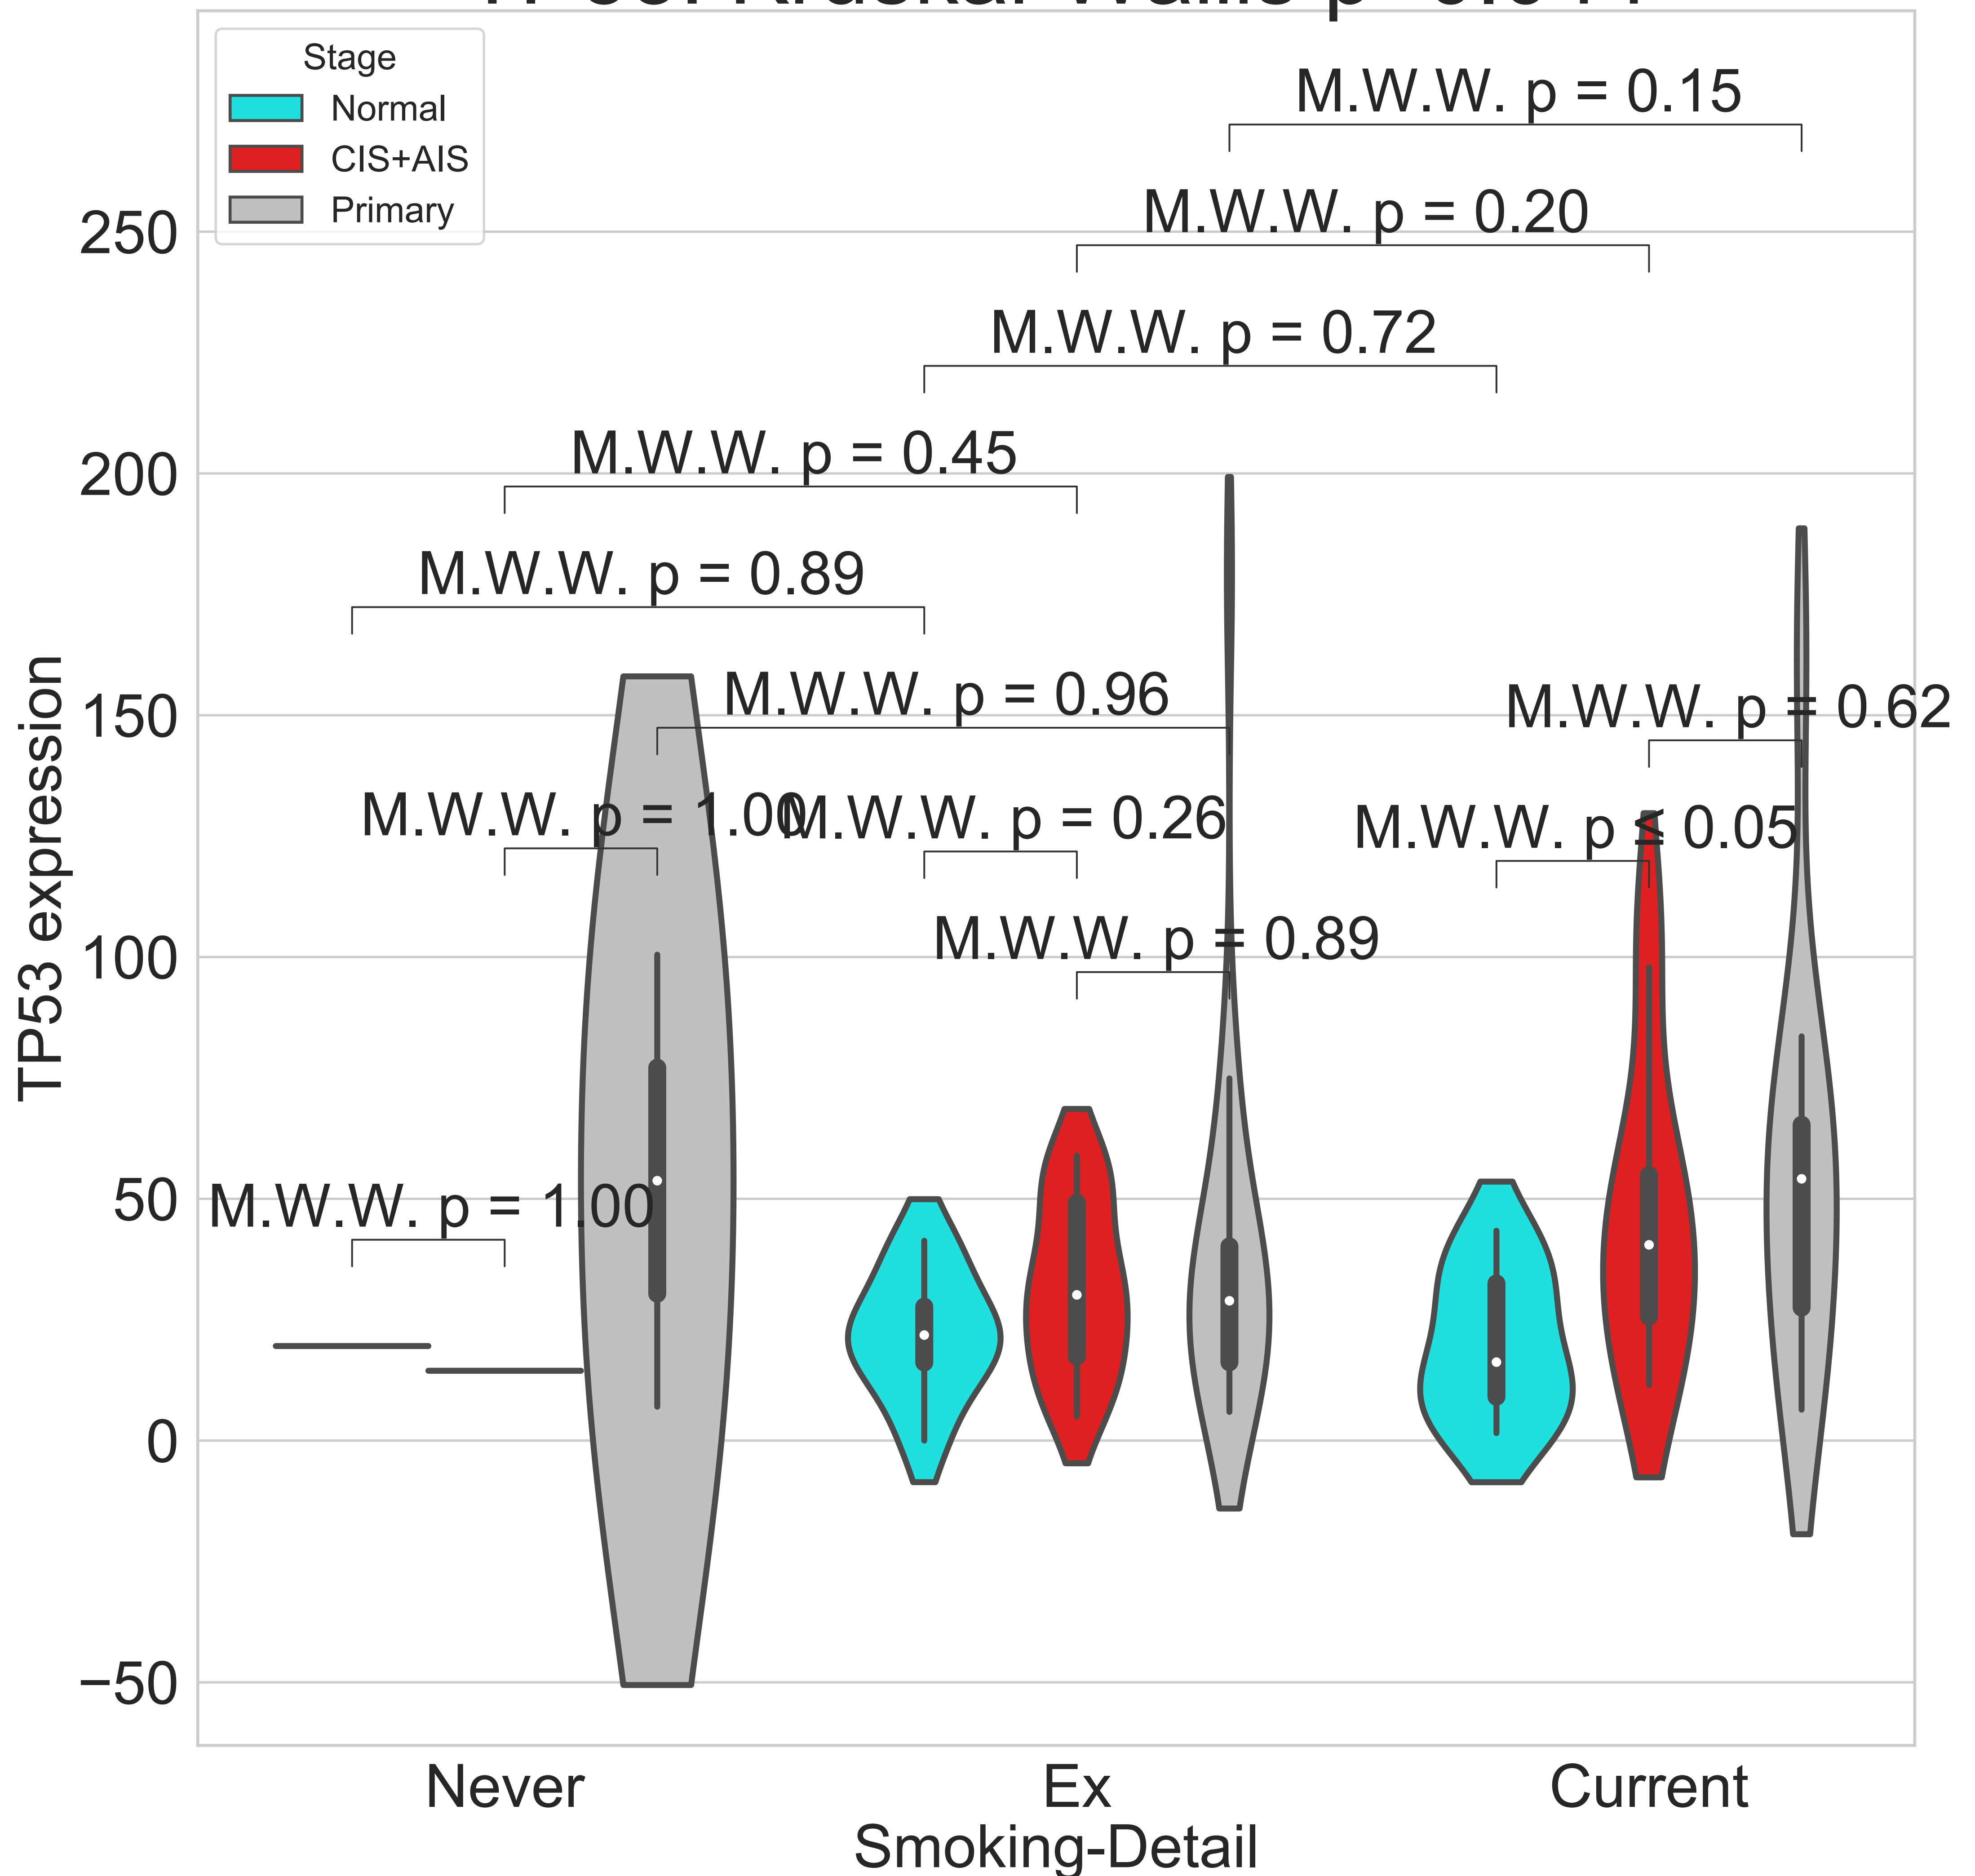 Stage
Normal
CIS+AIS
Primary
M.W.W. p = 0.15
M.W.W. p = 0.20
M.W.W. p = 0.72
M.W.W. p = 0.45
M.W.W. p = 0.89
M.W.W. p = 0.96
M.W.W. p = 0.62
M.W.W. p = 1.00
M.W.W. p = 0.26
M.W.W. p ≤ 0.05
M.W.W. p = 0.89
M.W.W. p = 1.00
250
200
150
100
50
0
−50
TP53 expression
Never
Ex
Current
Smoking-Detail